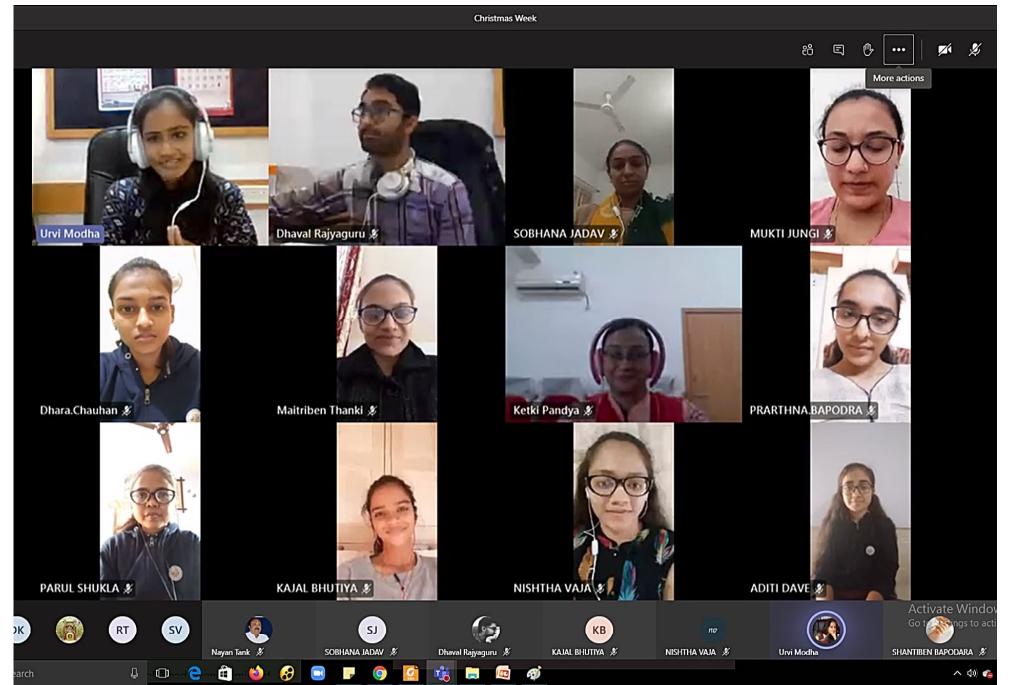 Christmas Week
More actions
Urvi Modha
Dhaval Rajyaguru
SOBHANA JADAV
MUKTI JUNGI
Dhara.Chauhan
Maitriben Thanki
Ketki Pandya
PRARTHNA.BAPODRA
PARUL SHUKLA
KAJAL BHUTIYA
NISHTHA VAJA
ADITI DAVE
RT
SV
SJ
KB
no
Nayan Tank
SOBHANA JADAV
Dhaval Rajyaguru
KAJAL BHUTIYA
NISHTHA VAJA
Urvi Modha
SHANTIBEN BAPODARA
Activate Window